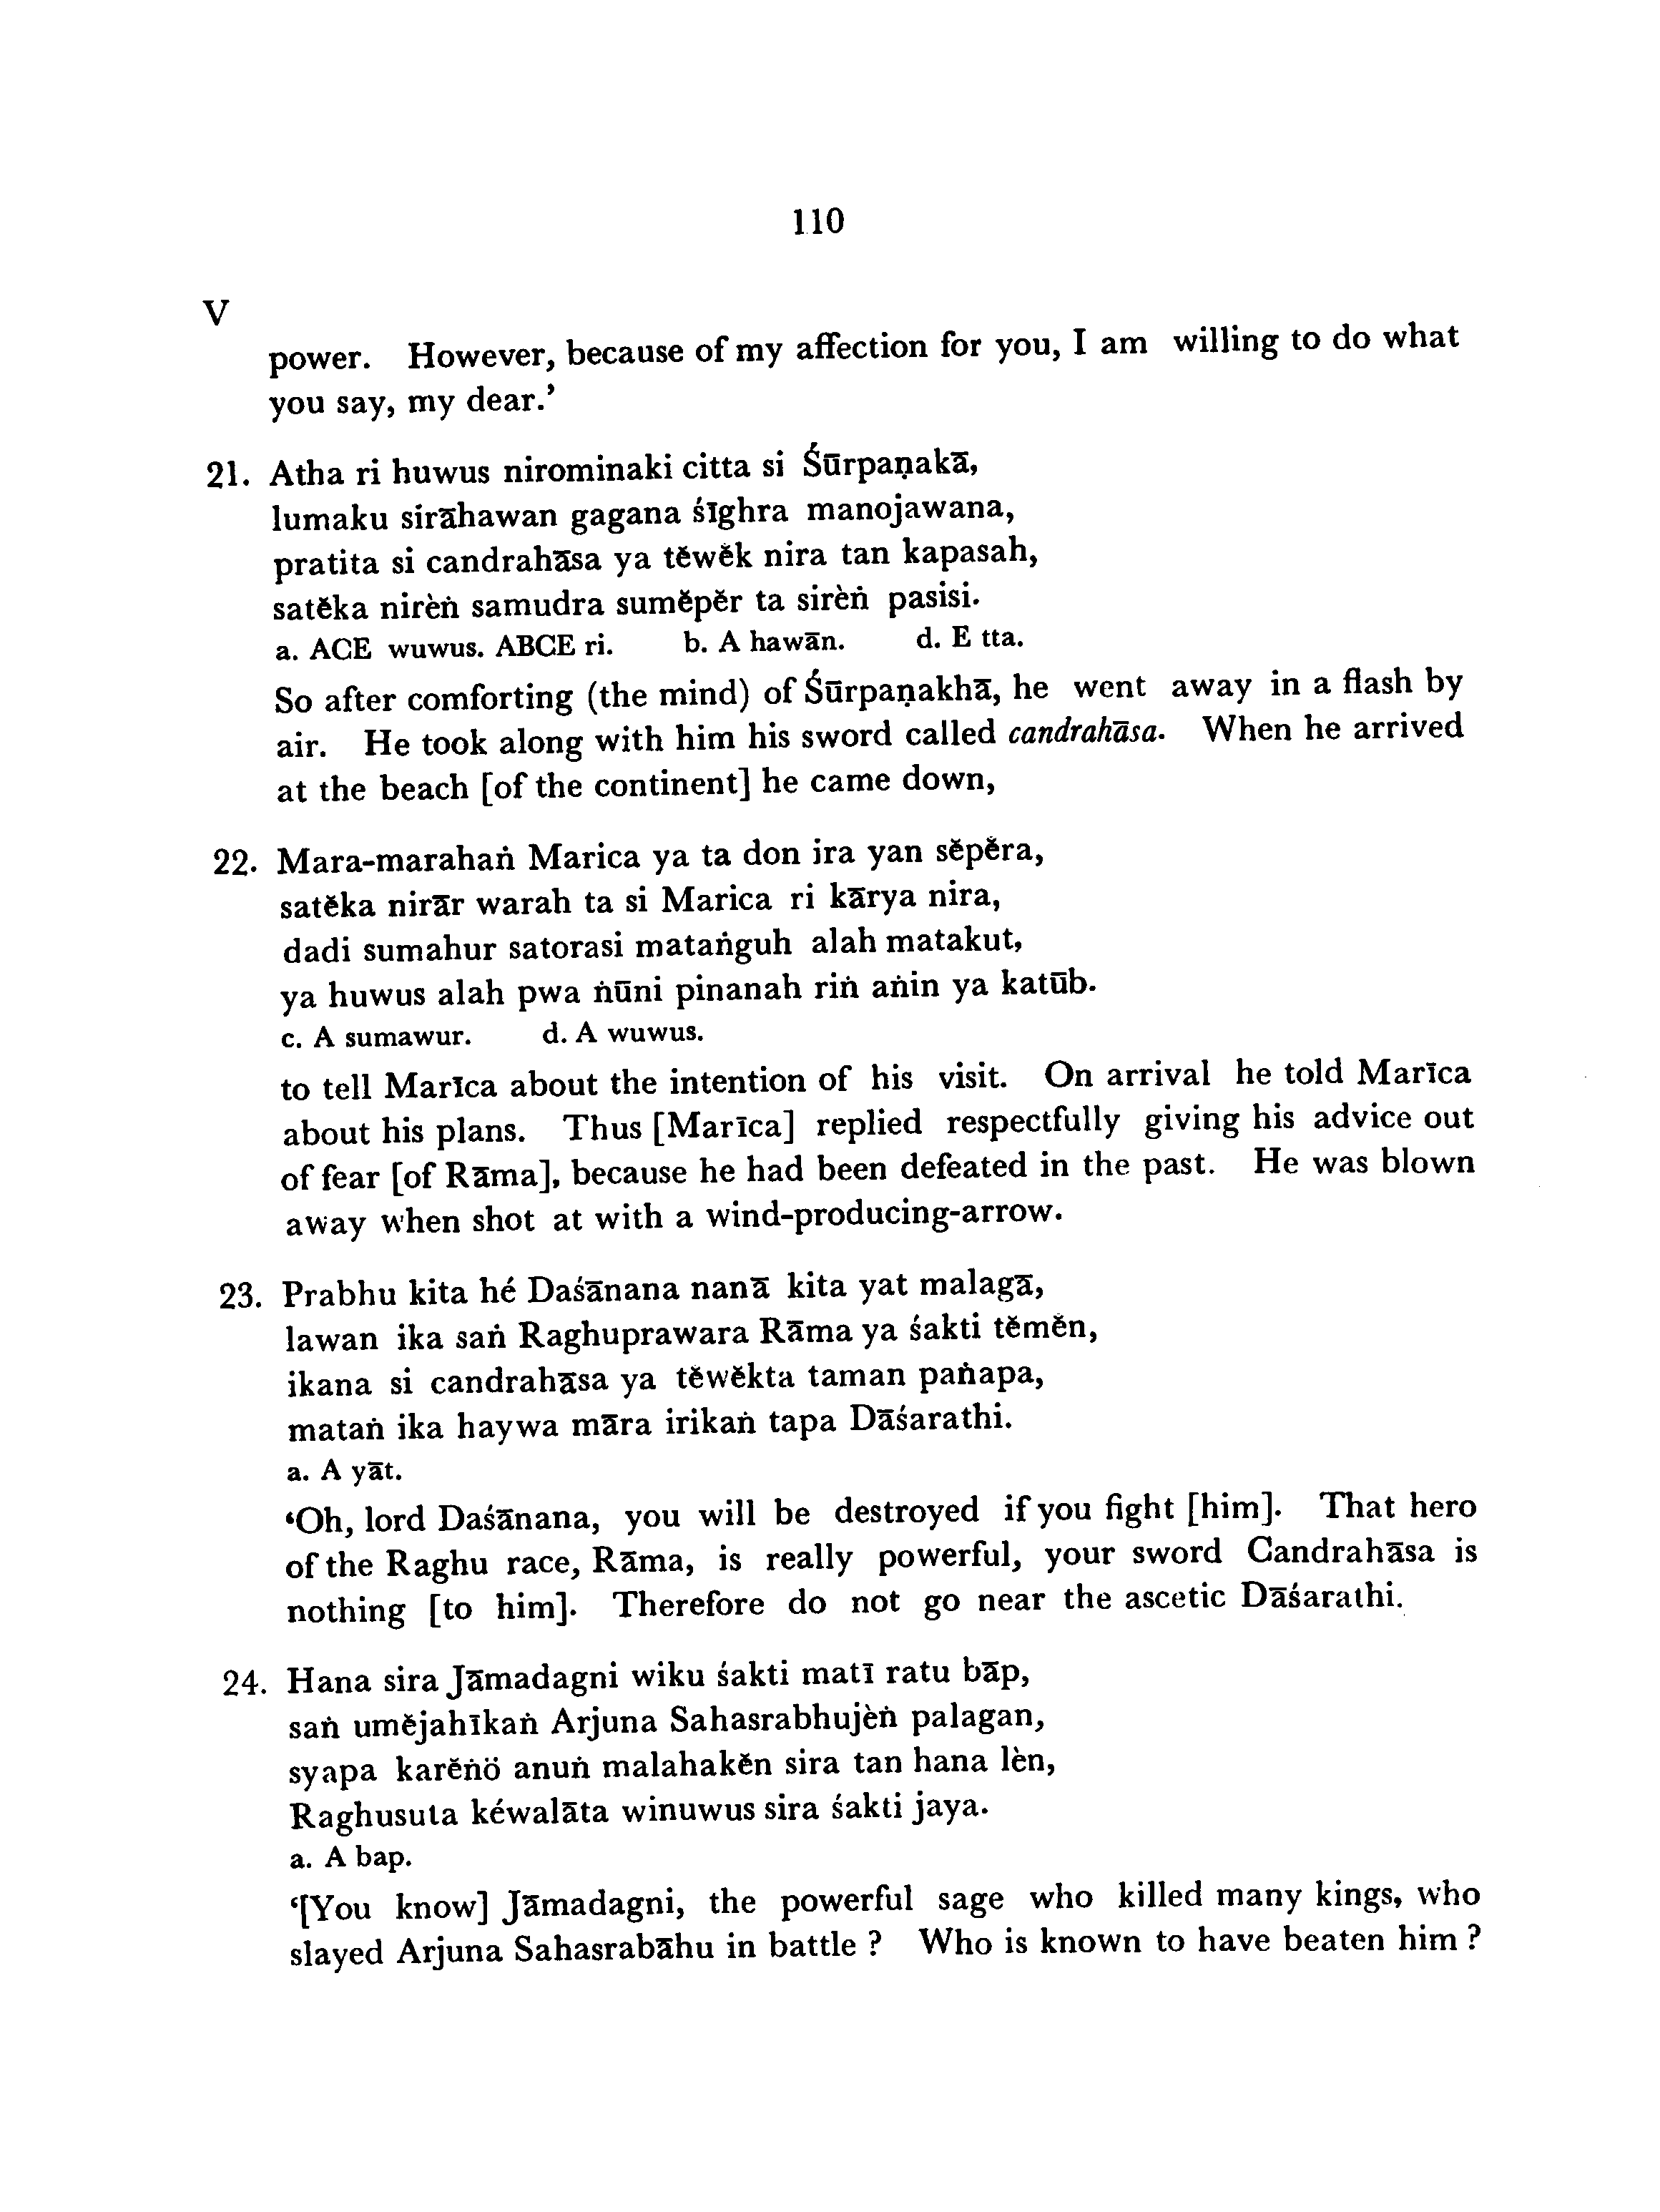 110
V
power. However, because of my affection for you, I am willing to do what
you say, my dear.’
21. Atha ri huwus nirominaki citta si Śūrpaṇakā,
lumaku sirāhawan gagana śīghra manojawana,
pratita si candrahāsa ya tĕwĕk nira tan kapasah,
satĕka nirèṅ samudra sumĕpĕr ta sirèṅ pasisi.
a. ACE wuwus. ABCE ri. b. A hawān. d. E tta.
So after comforting (the mind) of Śūrpaṇakhā, he went away in a flash by
air. He took along with him his sword called candrahāsa. When he arrived
at the beach [of the continent] he came down,
22. Mara-marahaṅ Marica ya ta don ira yan sĕpĕra,
satĕka nirār warah ta si Marica ri kārya nira,
dadi sumahur satorasi mataṅguh alah matakut,
ya huwus alah pwa ṅūni pinanah riṅ aṅin ya katūb.
c. A sumawur. d. A wuwus.
to tell Marīca about the intention of his visit. On arrival he told Marīca
about his plans. Thus [Marīca] replied respectfully giving his advice out
of fear [of Rāma], because he had been defeated in the past. He was blown
away when shot at with a wind-producing-arrow.
23. Prabhu kita hé Daśānana nanā kita yat malagā,
lawan ika saṅ Raghuprawara Rāma ya śakti tĕmĕn,
ikana si candrahāsa ya tĕwĕkta taman paṅapa,
mataṅ ika haywa māra irikaṅ tapa Dāśarathi.
a. A yāt.
‘Oh, lord Daśānana, you will be destroyed if you fight [him]. That hero
of the Raghu race, Rāma, is really powerful, your sword Candrahāsa is
nothing [to him]. Therefore do not go near the ascetic Dāśarathi.
24. Hana sira Jāmadagni wiku śakti matī ratu bāp,
saṅ umĕjahīkaṅ Arjuna Sahasrabhujèṅ palagan,
syapa karĕṅö anuṅ malahakĕn sira tan hana lèn,
Raghusuta kéwalāta winuwus sira śakti jaya.
a. A bap.
‘[You know] Jāmadagni, the powerful sage who killed many kings, who
slayed Arjuna Sahasrabāhu in battle ? Who is known to have beaten him ?